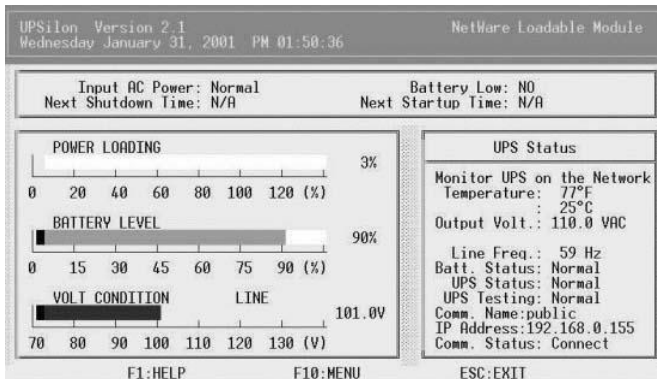 UPSilon Version 2.1
NetWare Loadable Module
Wednesday January 31, 2001 PM 01:50:36
Input AC Power: Normal
Battery Low: NO
Next Shutdown Time: N/A
Next Startup Time: N/A
POWER LOADING
3%
0 20 40 60 80 100 120 (%)
BATTERY LEVEL
90%
0 15 30 45 60 75 90 (%)
VOLT CONDITION LINE
101.0V
70 80 90 100 110 120 130 (V)
UPS Status
Monitor UPS on the Network
Temperature: 77°F
: 25°C
Output Volt.: 110.0 VAC
Line Freq.: 59 Hz
Batt. Status: Normal
UPS Status: Normal
UPS Testing: Normal
Comm. Name:public
IP Address:192.168.0.155
Comm. Status: Connect
F1:HELP F10:MENU ESC:EXIT